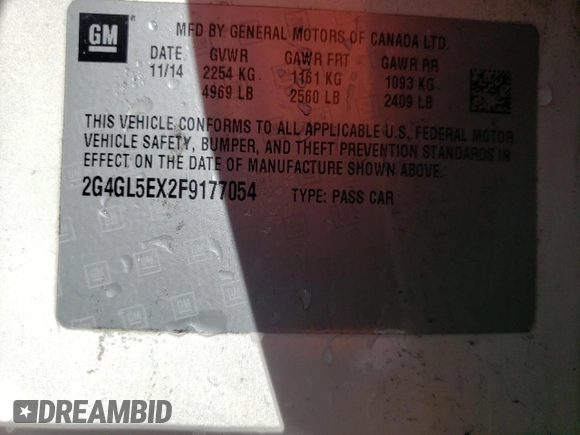 GM
MFD BY GENERAL MOTORS OF CANADA LTD.
DATE GVWR GAWR FRT GAWR RR
11/14 2254 KG 1161 KG 1093 KG
4969 LB 2560 LB 2409 LB
THIS VEHICLE CONFORMS TO ALL APPLICABLE U.S. FEDERAL MOTOR
VEHICLE SAFETY, BUMPER, AND THEFT PREVENTION STANDARDS IN
EFFECT ON THE DATE OF MANUFACTURE SHOWN ABOVE.
2G4GL5EX2F9177054 TYPE: PASS CAR
DREAMBID